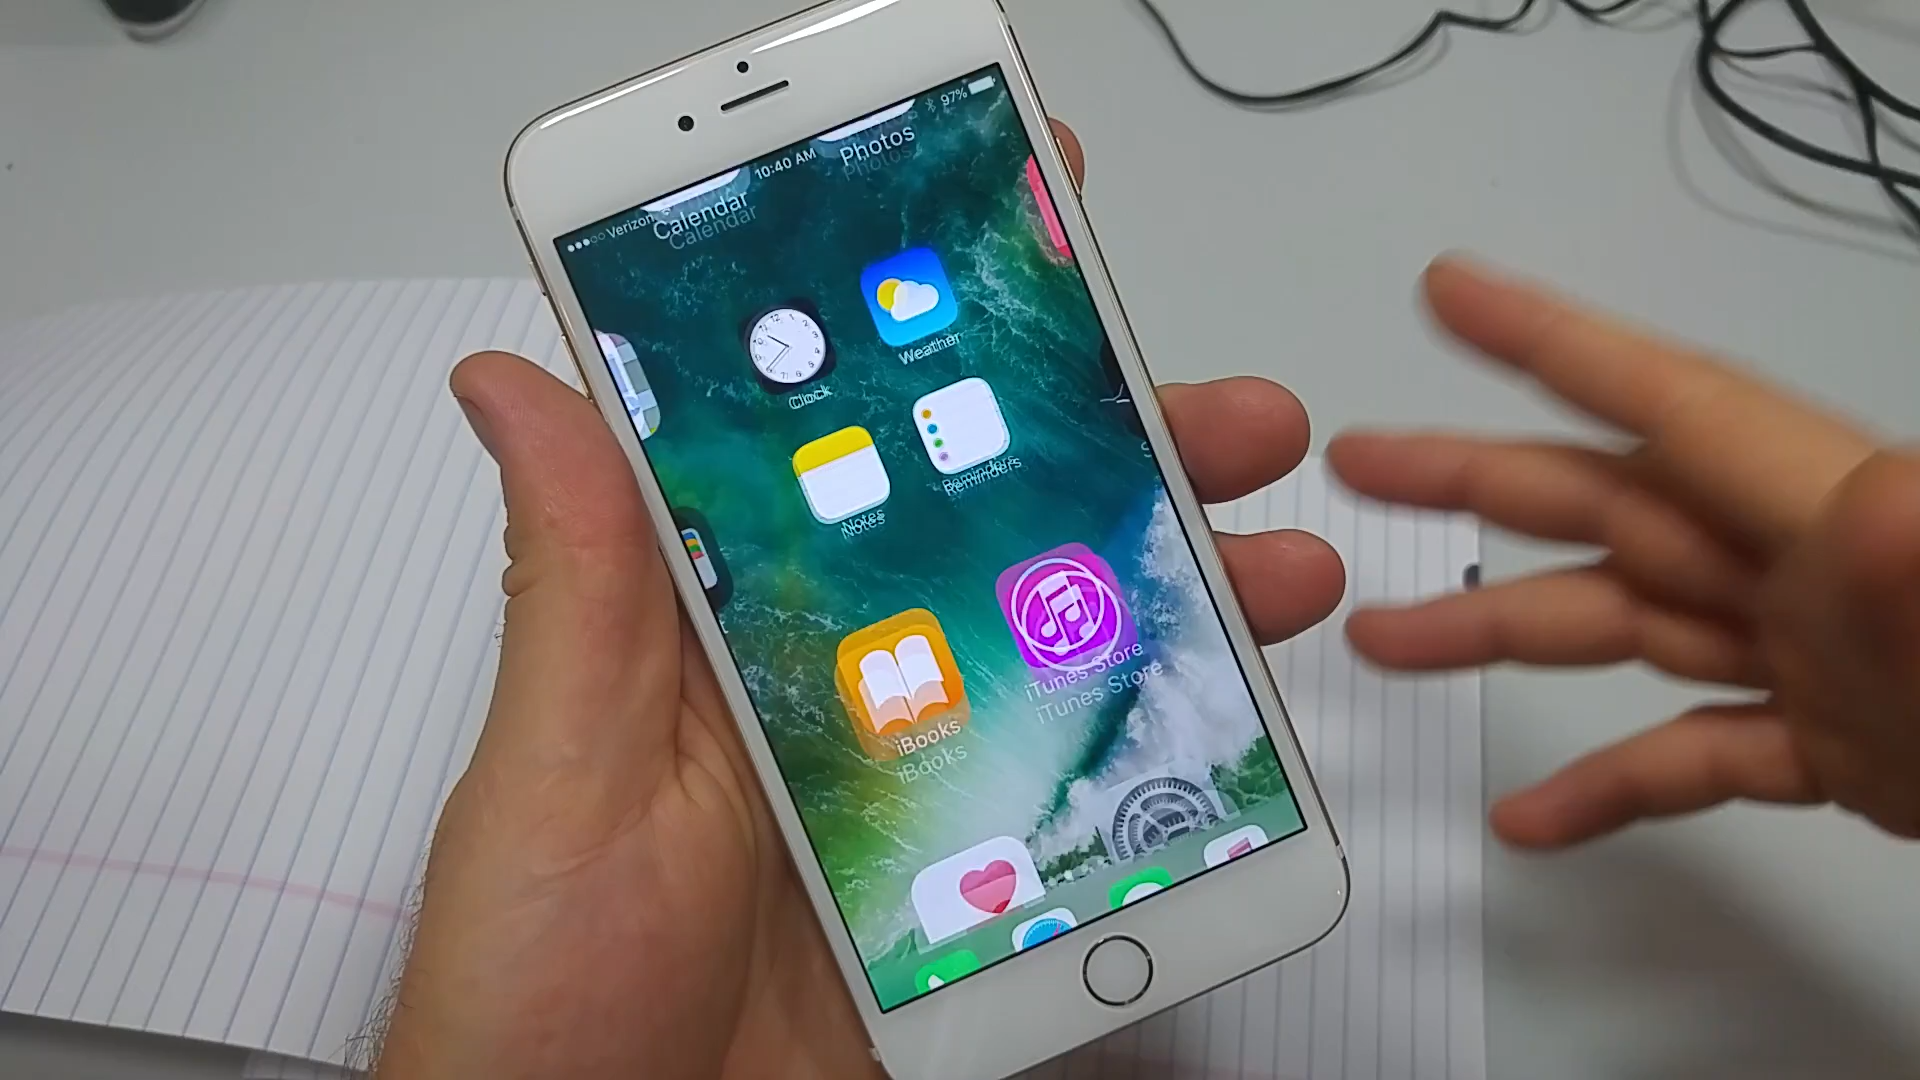 Verizon 10:40 AM 97%
Calendar
Photos
Clock
Weather
Notes
Reminders
iBooks
iTunes Store